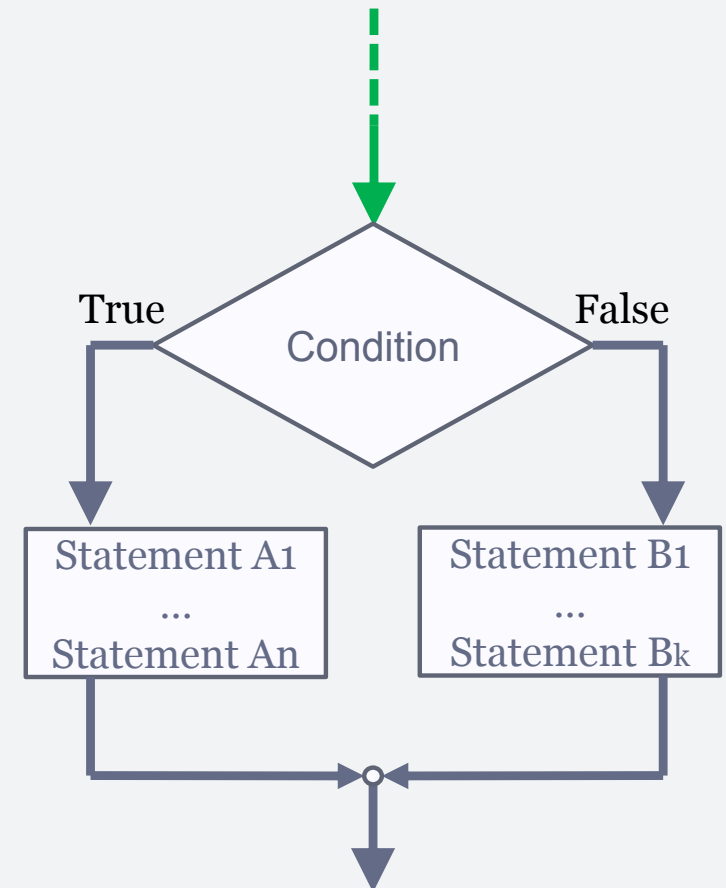 True
False
Condition
Statement A1
...
Statement An
Statement B1
...
Statement Bk